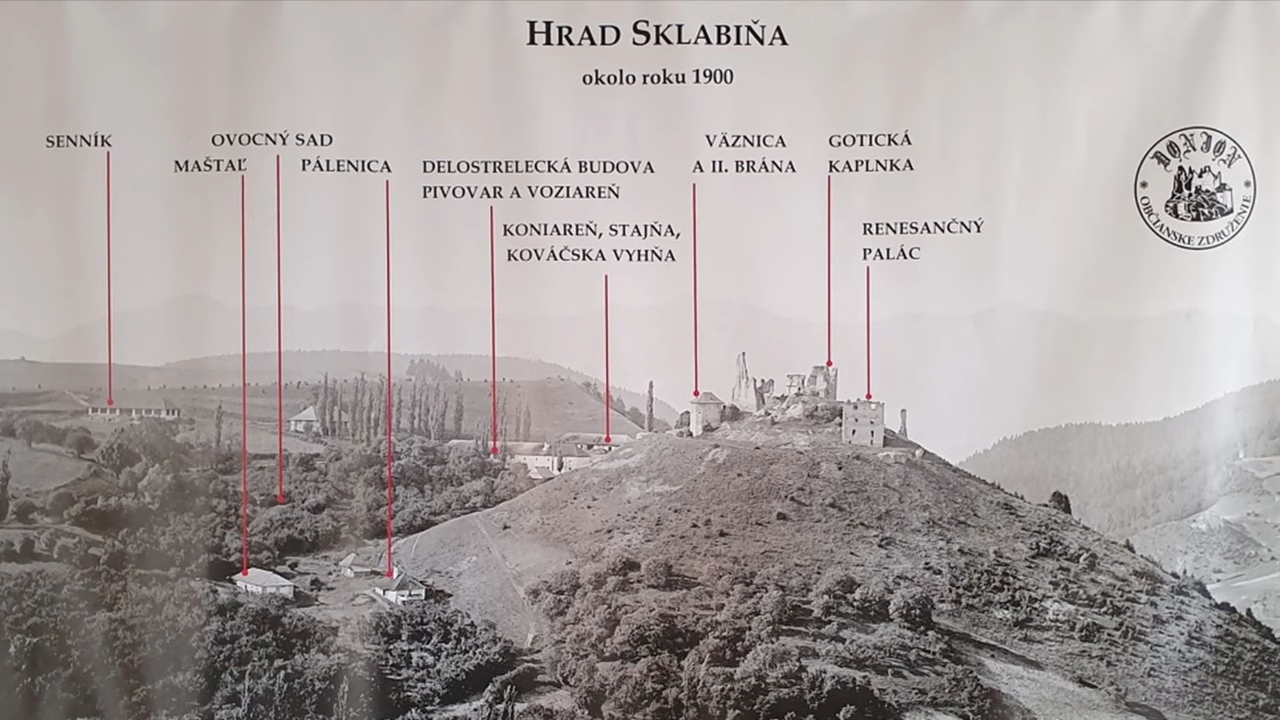 HRAD SKLABIŇA
okolo roku 1900
SENNÍK
OVOCNÝ SAD
MAŠTAĽ
PÁLENICA
DELOSTRELECKÁ BUDOVA
PIVOVAR A VOZIAREŇ
KONIAREŇ, STAJŇA,
KOVÁČSKA VYHŇA
VÄZNICA
A II. BRÁNA
GOTICKÁ
KAPLNKA
RENESANČNÝ
PALÁC
DONJON
OBČIANSKE ZDRUŽENIE